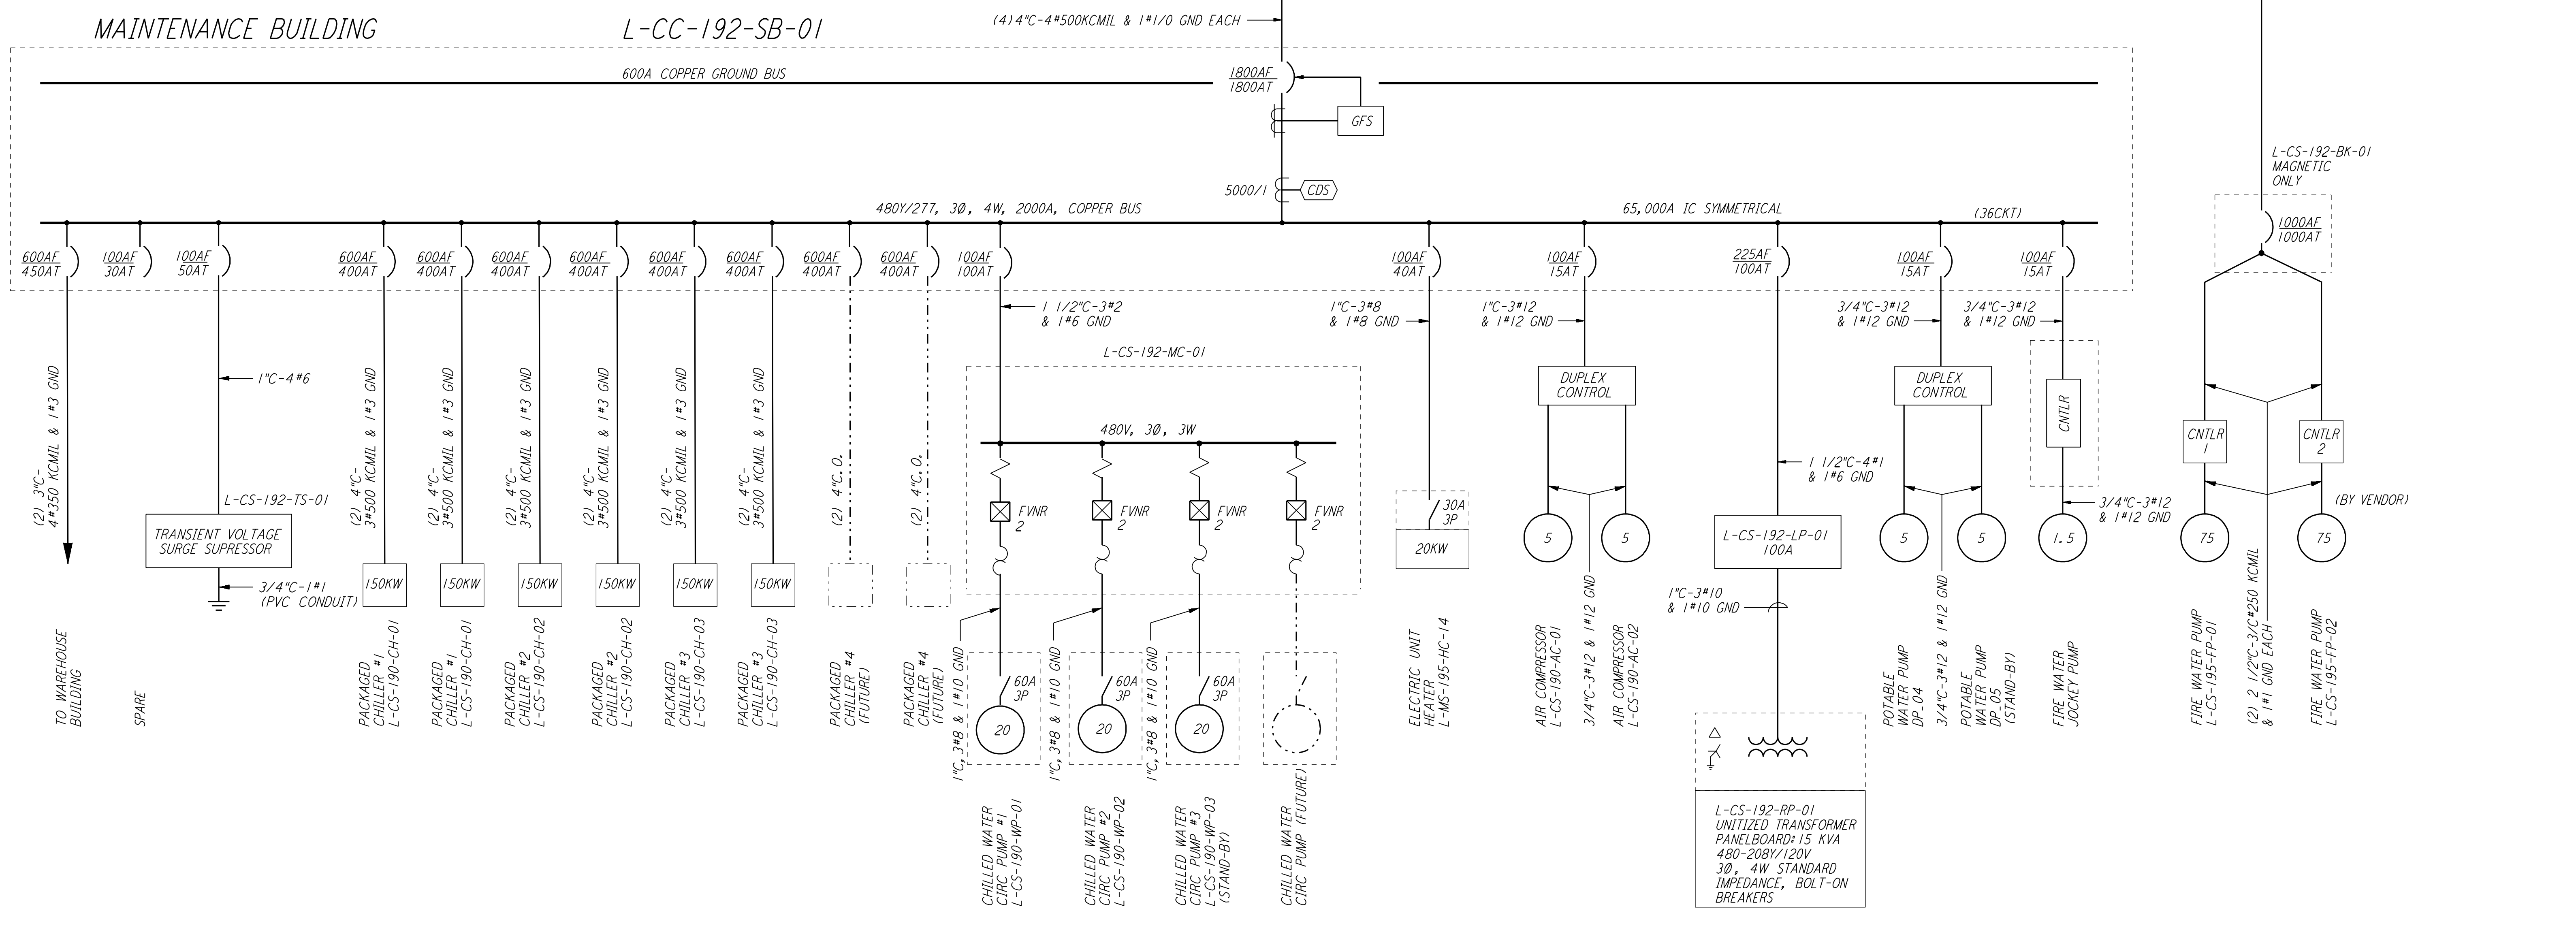 MAINTENANCE BUILDING
L-CC-192-SB-01
(4)4"C-4#500KCMIL & 1#1/0 GND EACH
600A COPPER GROUND BUS
1800AF
1800AT
GFS
5000/1
CDS
480Y/277, 3Ø, 4W, 2000A, COPPER BUS
65,000A IC SYMMETRICAL
(36CKT)
L-CS-192-BK-01
MAGNETIC
ONLY
1000AF
1000AT
600AF
450AT
100AF
30AT
100AF
50AT
600AF
400AT
600AF
400AT
600AF
400AT
600AF
400AT
600AF
400AT
600AF
400AT
600AF
400AT
600AF
400AT
100AF
100AT
100AF
40AT
100AF
15AT
225AF
100AT
100AF
15AT
100AF
15AT
(2) 3"C-
4#350 KCMIL & 1#3 GND
TO WAREHOUSE
BUILDING
SPARE
1"C-4#6
L-CS-192-TS-01
TRANSIENT VOLTAGE
SURGE SUPRESSOR
3/4"C-1#1
(PVC CONDUIT)
(2) 4"C-
3#500 KCMIL & 1#3 GND
150KW
PACKAGED
CHILLER #1
L-CS-190-CH-01
(2) 4"C-
3#500 KCMIL & 1#3 GND
150KW
PACKAGED
CHILLER #1
L-CS-190-CH-01
(2) 4"C-
3#500 KCMIL & 1#3 GND
150KW
PACKAGED
CHILLER #2
L-CS-190-CH-02
(2) 4"C-
3#500 KCMIL & 1#3 GND
150KW
PACKAGED
CHILLER #2
L-CS-190-CH-02
(2) 4"C-
3#500 KCMIL & 1#3 GND
150KW
PACKAGED
CHILLER #3
L-CS-190-CH-03
(2) 4"C-
3#500 KCMIL & 1#3 GND
150KW
PACKAGED
CHILLER #3
L-CS-190-CH-03
(2) 4"C.O.
PACKAGED
CHILLER #4
(FUTURE)
(2) 4"C.O.
PACKAGED
CHILLER #4
(FUTURE)
1 1/2"C-3#2
& 1#6 GND
L-CS-192-MC-01
480V, 3Ø, 3W
FVNR
2
FVNR
2
FVNR
2
FVNR
2
1"C,3#8 & 1#10 GND
60A
3P
20
CHILLED WATER
CIRC PUMP #1
L-CS-190-WP-01
1"C,3#8 & 1#10 GND
60A
3P
20
CHILLED WATER
CIRC PUMP #2
L-CS-190-WP-02
1"C,3#8 & 1#10 GND
60A
3P
20
CHILLED WATER
CIRC PUMP #3
L-CS-190-WP-03
(STAND-BY)
CHILLED WATER
CIRC PUMP (FUTURE)
1"C-3#8
& 1#8 GND
30A
3P
20KW
ELECTRIC UNIT
HEATER
L-MS-195-HC-14
1"C-3#12
& 1#12 GND
DUPLEX
CONTROL
5
5
AIR COMPRESSOR
L-CS-190-AC-01
3/4"C-3#12 & 1#12 GND
AIR COMPRESSOR
L-CS-190-AC-02
1 1/2"C-4#1
& 1#6 GND
L-CS-192-LP-01
100A
1"C-3#10
& 1#10 GND
L-CS-192-RP-01
UNITIZED TRANSFORMER
PANELBOARD:15 KVA
480-208Y/120V
3Ø, 4W STANDARD
IMPEDANCE, BOLT-ON
BREAKERS
3/4"C-3#12
& 1#12 GND
DUPLEX
CONTROL
5
5
POTABLE
WATER PUMP
DP_04
3/4"C-3#12 & 1#12 GND
POTABLE
WATER PUMP
DP_05
(STAND-BY)
3/4"C-3#12
& 1#12 GND
CNTLR
3/4"C-3#12
& 1#12 GND
1.5
FIRE WATER
JOCKEY PUMP
CNTLR
1
CNTLR
2
(BY VENDOR)
75
75
FIRE WATER PUMP
L-CS-195-FP-01
(2) 2 1/2"C-3/C#250 KCMIL
& 1#1 GND EACH
FIRE WATER PUMP
L-CS-195-FP-02